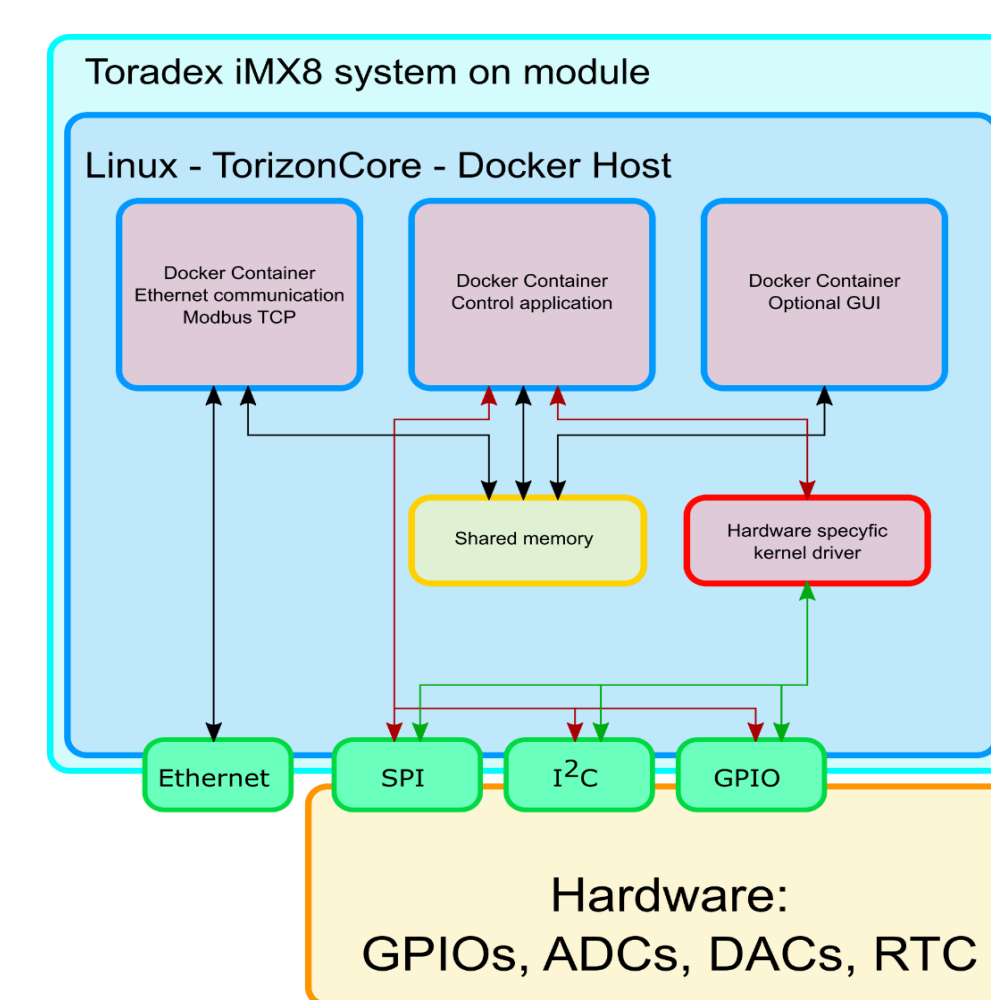 Toradex iMX8 system on module
Linux - TorizonCore - Docker Host
Docker Container
Ethernet communication
Modbus TCP
Docker Container
Control application
Docker Container
Optional GUI
Shared memory
Hardware specyfic
kernel driver
Ethernet
SPI
I²C
GPIO
Hardware:
GPIOs, ADCs, DACs, RTC